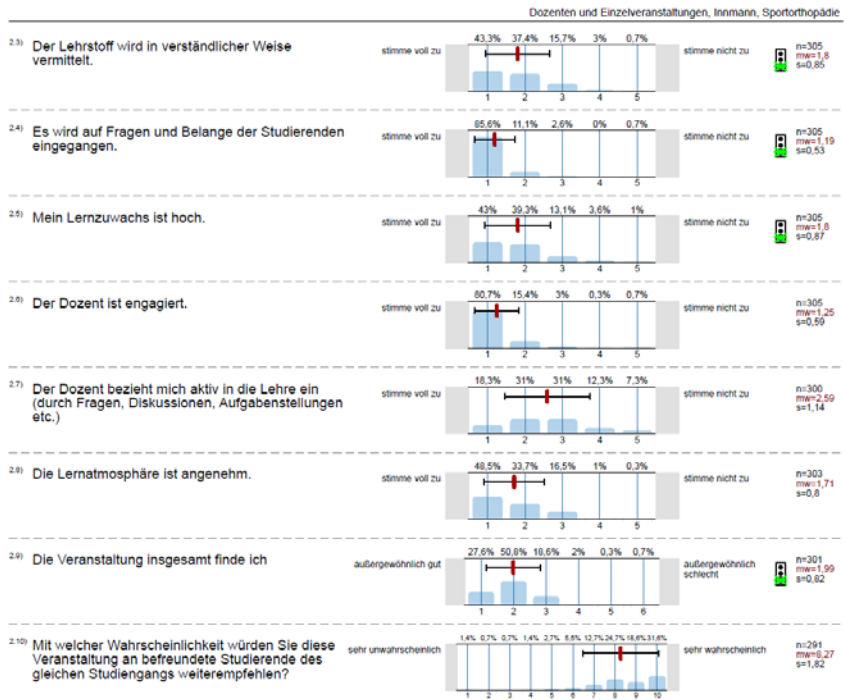 Dozenten und Einzelveranstaltungen, Innmann, Sportorthopädie
2.3) Der Lehrstoff wird in verständlicher Weise
vermittelt.
stimme voll zu
43,3% 37,4% 15,7% 3% 0,7%
1 2 3 4 5
stimme nicht zu
n=305
mw=1,8
s=0,85
2.4) Es wird auf Fragen und Belange der Studierenden
eingegangen.
stimme voll zu
85,6% 11,1% 2,6% 0% 0,7%
1 2 3 4 5
stimme nicht zu
n=305
mw=1,19
s=0,53
2.5) Mein Lernzuwachs ist hoch.
stimme voll zu
43% 39,3% 13,1% 3,6% 1%
1 2 3 4 5
stimme nicht zu
n=305
mw=1,8
s=0,87
2.6) Der Dozent ist engagiert.
stimme voll zu
80,7% 15,4% 3% 0,3% 0,7%
1 2 3 4 5
stimme nicht zu
n=305
mw=1,25
s=0,59
2.7) Der Dozent bezieht mich aktiv in die Lehre ein
(durch Fragen, Diskussionen, Aufgabenstellungen
etc.)
stimme voll zu
18,3% 31% 31% 12,3% 7,3%
1 2 3 4 5
stimme nicht zu
n=300
mw=2,59
s=1,14
2.8) Die Lernatmosphäre ist angenehm.
stimme voll zu
48,5% 33,7% 16,5% 1% 0,3%
1 2 3 4 5
stimme nicht zu
n=303
mw=1,71
s=0,8
2.9) Die Veranstaltung insgesamt finde ich
außergewöhnlich gut
27,6% 50,8% 18,6% 2% 0,3% 0,7%
1 2 3 4 5 6
außergewöhnlich
schlecht
n=301
mw=1,99
s=0,82
2.10) Mit welcher Wahrscheinlichkeit würden Sie diese
Veranstaltung an befreundete Studierende des
gleichen Studiengangs weiterempfehlen?
sehr unwahrscheinlich
1,4% 0,7% 0,7% 1,4% 2,7% 5,5% 12,7% 24,7% 18,6% 31,6%
1 2 3 4 5 6 7 8 9 10
sehr wahrscheinlich
n=291
mw=8,27
s=1,82